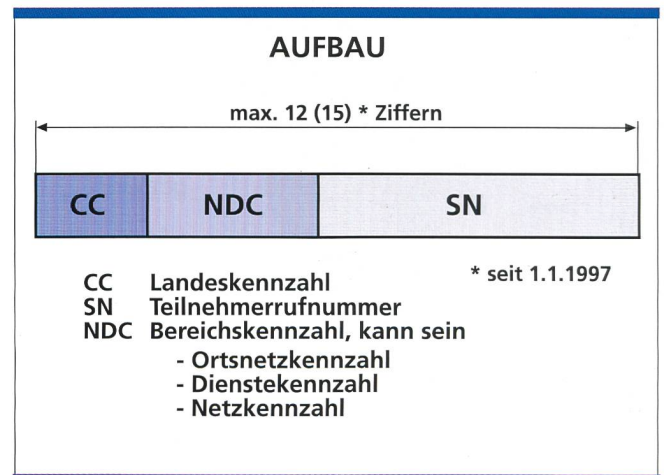 AUFBAU
max. 12 (15) * Ziffern
CC NDC SN
CC Landeskennzahl * seit 1.1.1997
SN Teilnehmerrufnummer
NDC Bereichskennzahl, kann sein
- Ortsnetzkennzahl
- Dienstekennzahl
- Netzkennzahl